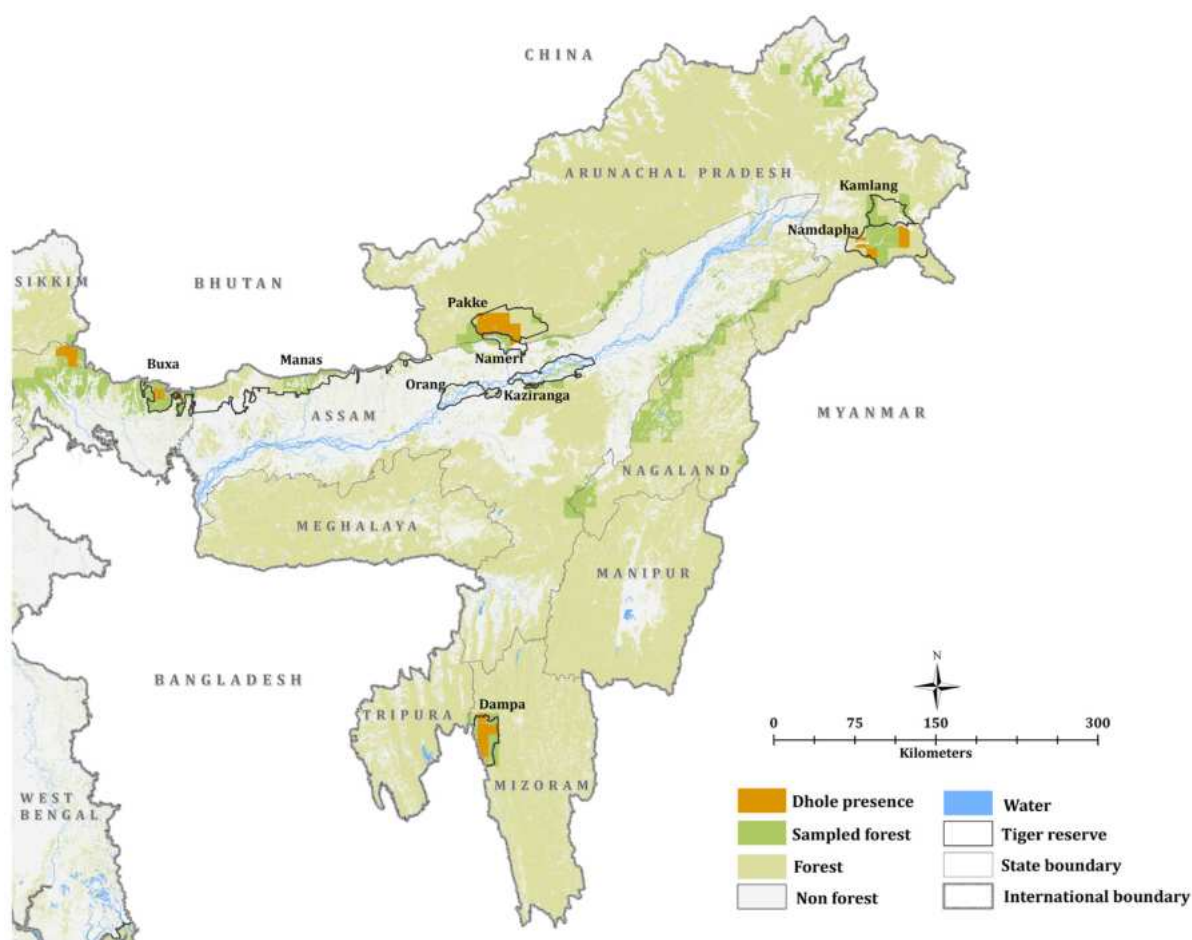 CHINA
ARUNACHAL PRADESH
Kamlang
Namdapha
SIKKIM
BHUTAN
Pakke
Buxa
Manas
Nameri
Orang
Kaziranga
ASSAM
MYANMAR
NAGALAND
MEGHALAYA
MANIPUR
BANGLADESH
N
Dampa
TRIPURA
0 75 150 300
Kilometers
MIZORAM
WEST
BENGAL
Dhole presence
Water
Sampled forest
Tiger reserve
Forest
State boundary
Non forest
International boundary